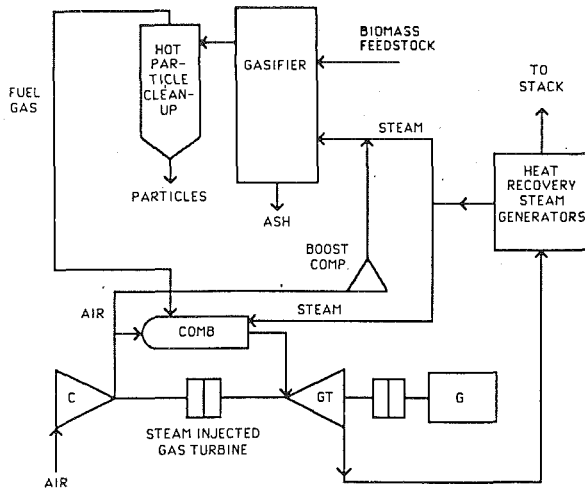 HOT
PAR-
TICLE
CLEAN-
UP
GASIFIER
BIOMASS
FEEDSTOCK
FUEL
GAS
TO
STACK
STEAM
HEAT
RECOVERY
STEAM
GENERATORS
PARTICLES
ASH
BOOST
COMP.
AIR
STEAM
COMB
C
GT
G
STEAM INJECTED
GAS TURBINE
AIR